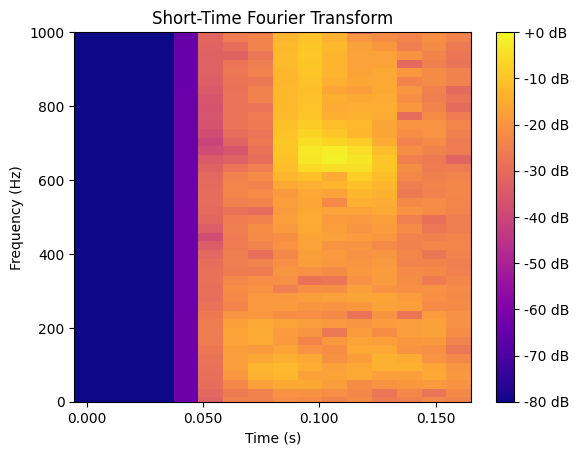 Short-Time Fourier Transform
1000
800
600
400
200
0
Frequency (Hz)
0.000
0.050
0.100
0.150
Time (s)
+0 dB
-10 dB
-20 dB
-30 dB
-40 dB
-50 dB
-60 dB
-70 dB
-80 dB